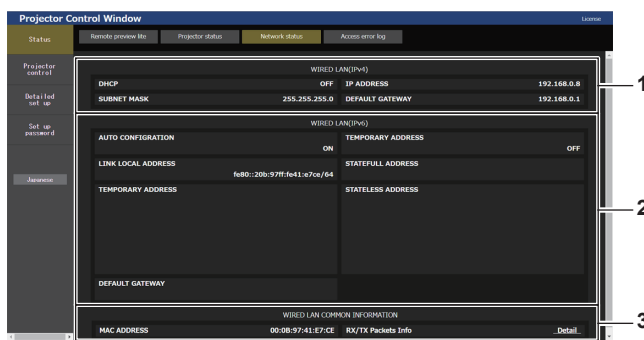 Projector Control Window
License
Status
Remote preview lite
Projector status
Network status
Access error log
Projector
control
Detailed
set up
Set up
password
Japanese
WIRED LAN(IPv4)
DHCP OFF IP ADDRESS 192.168.0.8
SUBNET MASK 255.255.255.0 DEFAULT GATEWAY 192.168.0.1
1
WIRED LAN(IPv6)
AUTO CONFIGRATION TEMPORARY ADDRESS
ON OFF
LINK LOCAL ADDRESS STATEFULL ADDRESS
fe80::20b:97ff:fe41:e7ce/64
TEMPORARY ADDRESS STATELESS ADDRESS
2
DEFAULT GATEWAY
WIRED LAN COMMON INFORMATION
3
MAC ADDRESS 00:0B:97:41:E7:CE RX/TX Packets Info Detail